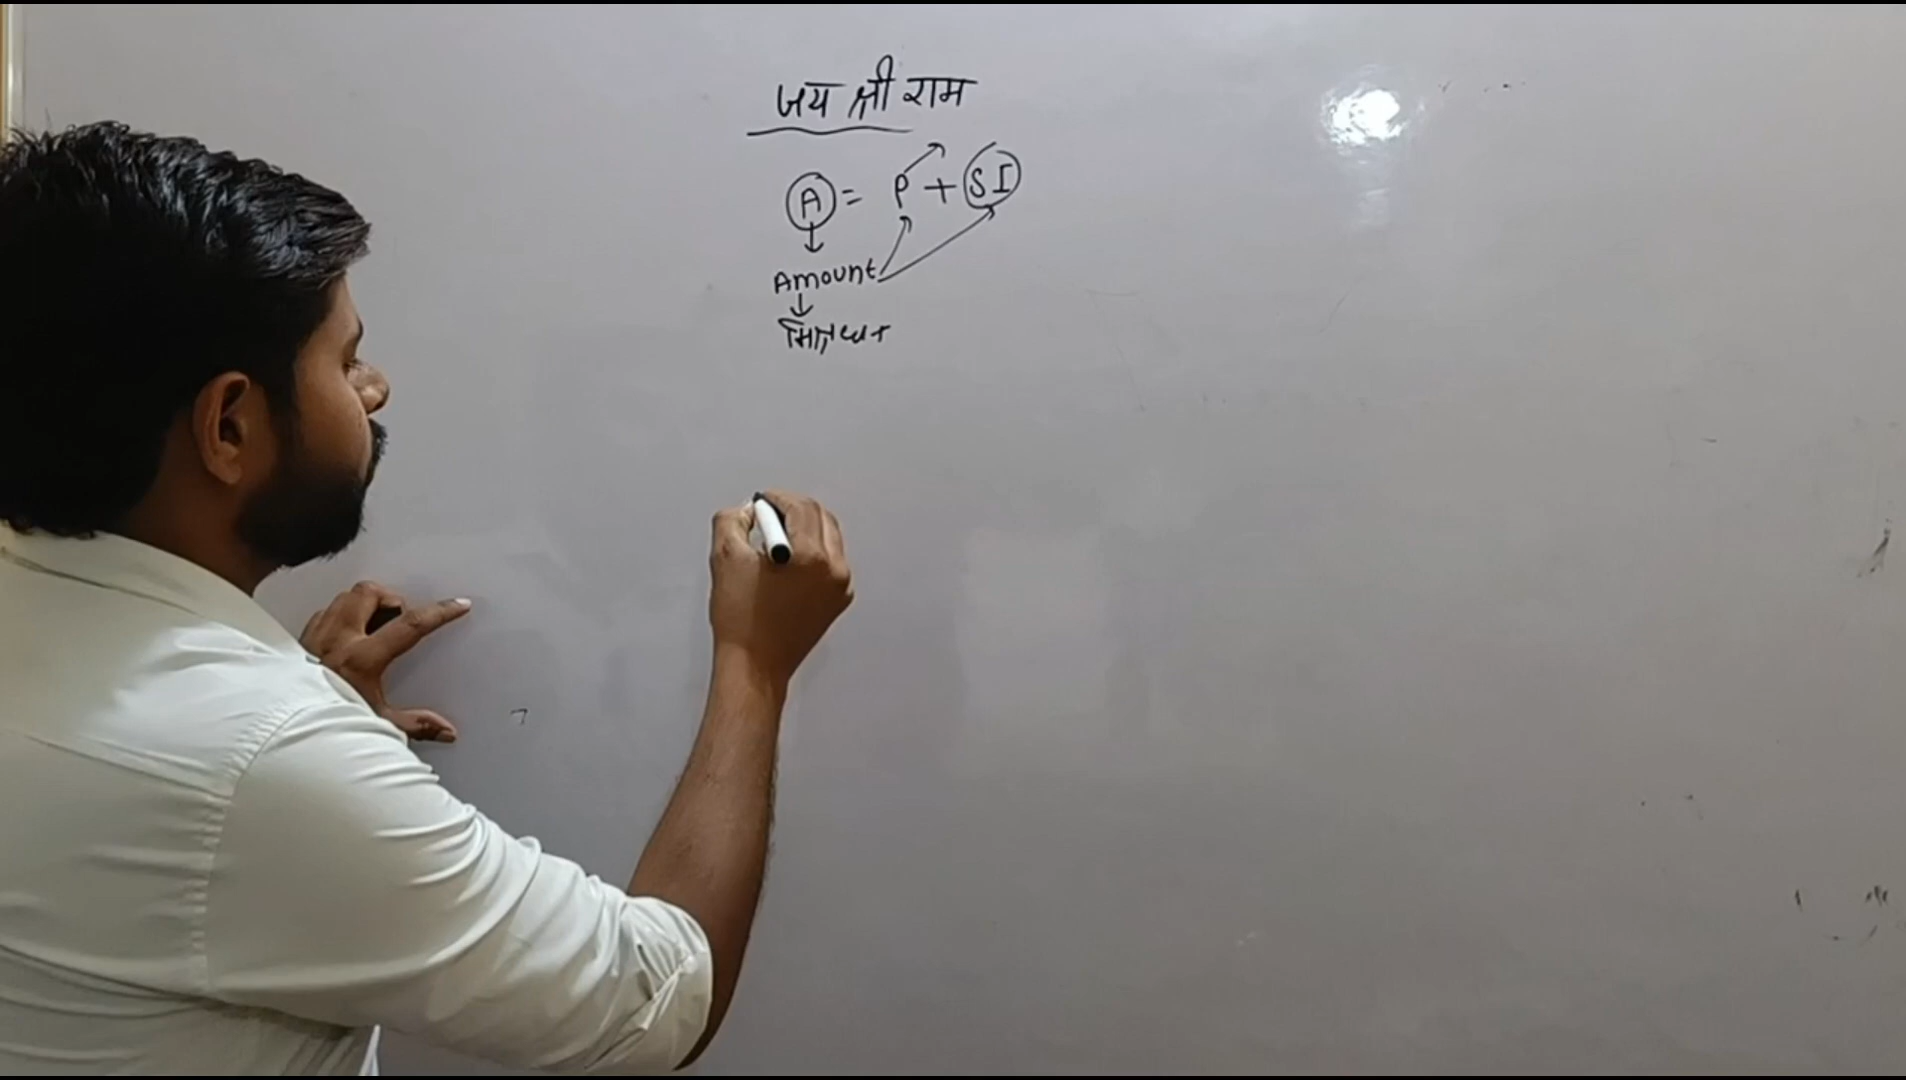 जय श्री राम
A = P + SI
Amount
मिश्रधन